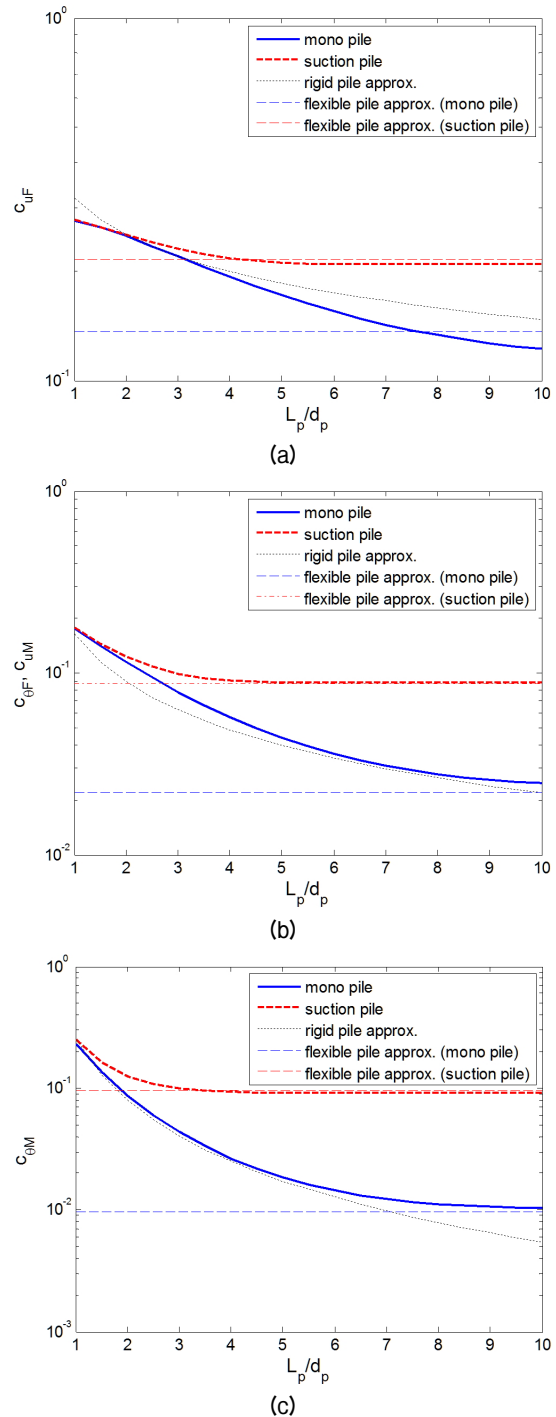 10^0
mono pile
suction pile
rigid pile approx.
flexible pile approx. (mono pile)
flexible pile approx. (suction pile)
c_uF
10^-1
1 2 3 4 5 6 7 8 9 10
L_p/d_p
(a)
10^0
mono pile
suction pile
rigid pile approx.
flexible pile approx. (mono pile)
flexible pile approx. (suction pile)
c_θF, c_uM
10^-1
10^-2
1 2 3 4 5 6 7 8 9 10
L_p/d_p
(b)
10^0
mono pile
suction pile
rigid pile approx.
flexible pile approx. (mono pile)
flexible pile approx. (suction pile)
10^-1
c_θM
10^-2
10^-3
1 2 3 4 5 6 7 8 9 10
L_p/d_p
(c)